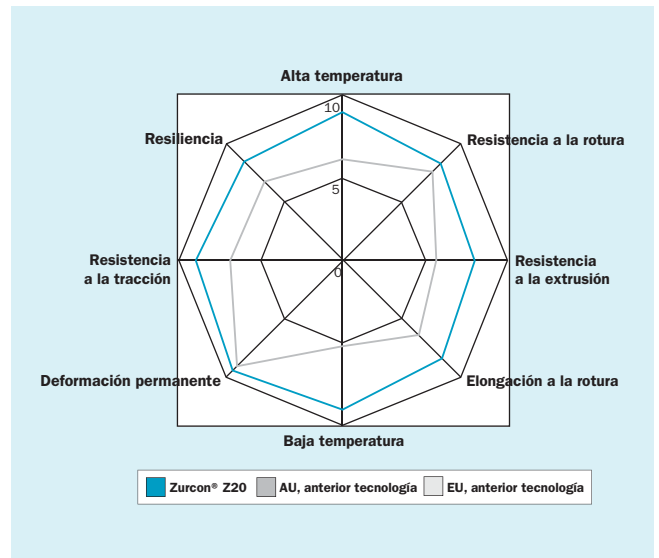 Alta temperatura
10
Resiliencia
Resistencia a la rotura
5
Resistencia
a la tracción
Resistencia
a la extrusión
0
Deformación permanente
Elongación a la rotura
Baja temperatura
Zurcon® Z20
AU, anterior tecnología
EU, anterior tecnología